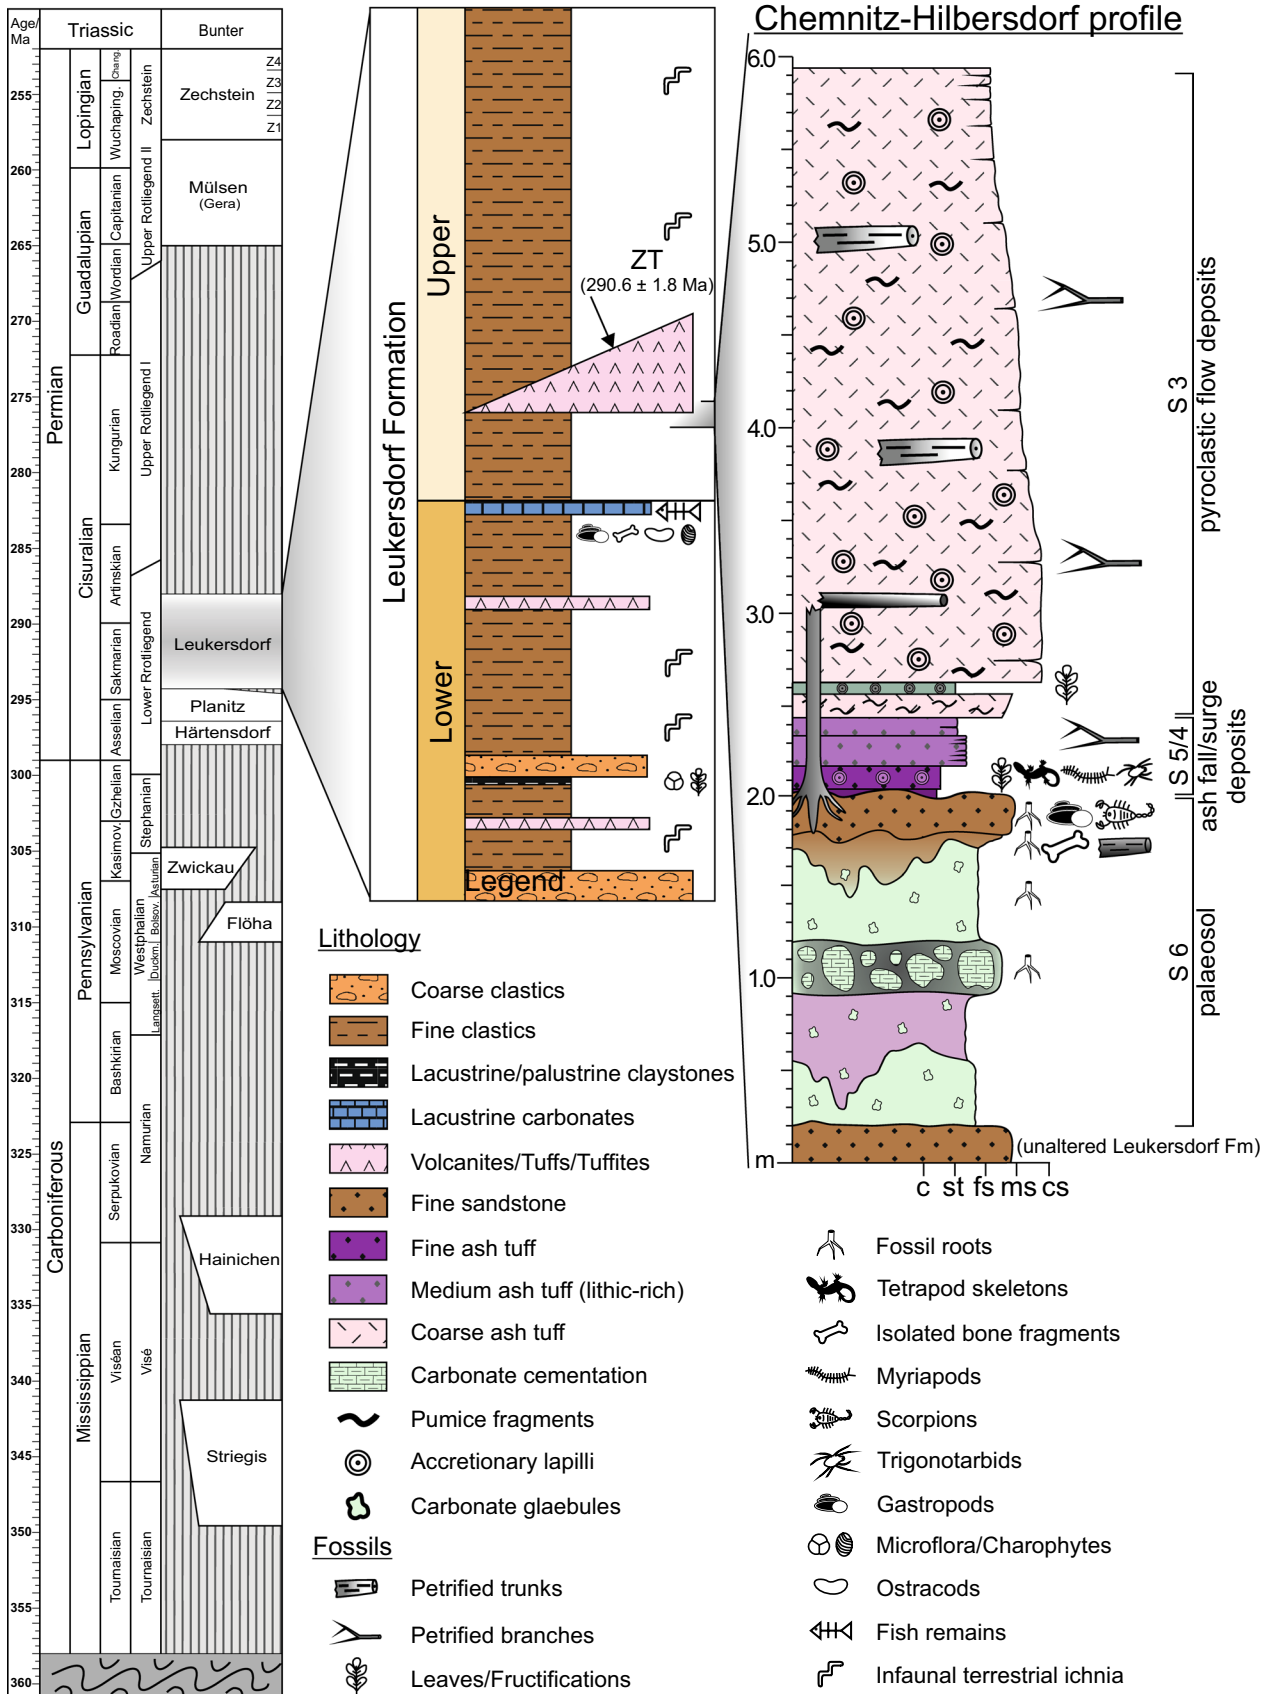 Age/
Ma
Triassic
Bunter
255
260
265
270
275
280
285
290
295
300
305
310
315
320
325
330
335
340
345
350
355
360
Permian
Carboniferous
Lopingian
Guadalupian
Cisuralian
Pennsylvanian
Mississippian
Chang.
Wuchaping.
Capitanian
Wordian
Roadian
Kungurian
Artinskian
Sakmarian
Asselian
Gzhelian
Kasimov.
Moscovian
Bashkirian
Serpukovian
Viséan
Tournaisian
Zechstein
Upper Rotliegend II
Upper Rotliegend I
Lower Rrotliegend
Stephanian
Westphalian
Asturian
Bolsov.
Duckm.
Langsett.
Namurian
Visé
Tournaisian
Z4
Z3
Z2
Z1
Zechstein
Mülsen
(Gera)
Leukersdorf
Planitz
Härtensdorf
Zwickau
Flöha
Hainichen
Striegis
Leukersdorf Formation
Upper
Lower
ZT
(290.6 ± 1.8 Ma)
Chemnitz-Hilbersdorf profile
6.0
5.0
4.0
3.0
2.0
1.0
m
c st fs ms cs
(unaltered Leukersdorf Fm)
S 3
pyroclastic flow deposits
S 5/4
ash fall/surge
deposits
S 6
palaeosol
Legend
Lithology
Coarse clastics
Fine clastics
Lacustrine/palustrine claystones
Lacustrine carbonates
Volcanites/Tuffs/Tuffites
Fine sandstone
Fine ash tuff
Medium ash tuff (lithic-rich)
Coarse ash tuff
Carbonate cementation
Pumice fragments
Accretionary lapilli
Carbonate glaebules
Fossils
Petrified trunks
Petrified branches
Leaves/Fructifications
Fossil roots
Tetrapod skeletons
Isolated bone fragments
Myriapods
Scorpions
Trigonotarbids
Gastropods
Microflora/Charophytes
Ostracods
Fish remains
Infaunal terrestrial ichnia